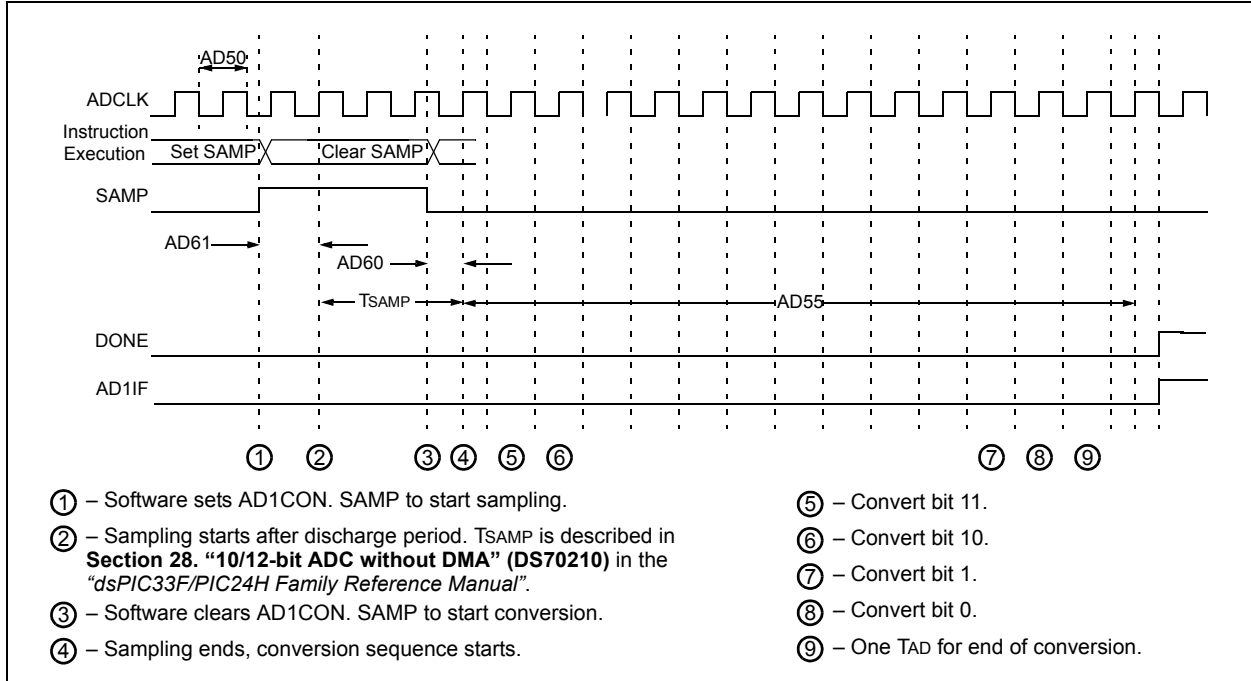 AD50
ADCLK
Instruction
Execution
Set SAMP
Clear SAMP
SAMP
AD61
AD60
TSAMP
AD55
DONE
AD1IF
1 2 3 4 5 6 7 8 9
1 – Software sets AD1CON. SAMP to start sampling.
2 – Sampling starts after discharge period. TSAMP is described in
Section 28. “10/12-bit ADC without DMA” (DS70210) in the
“dsPIC33F/PIC24H Family Reference Manual”.
3 – Software clears AD1CON. SAMP to start conversion.
4 – Sampling ends, conversion sequence starts.
5 – Convert bit 11.
6 – Convert bit 10.
7 – Convert bit 1.
8 – Convert bit 0.
9 – One TAD for end of conversion.